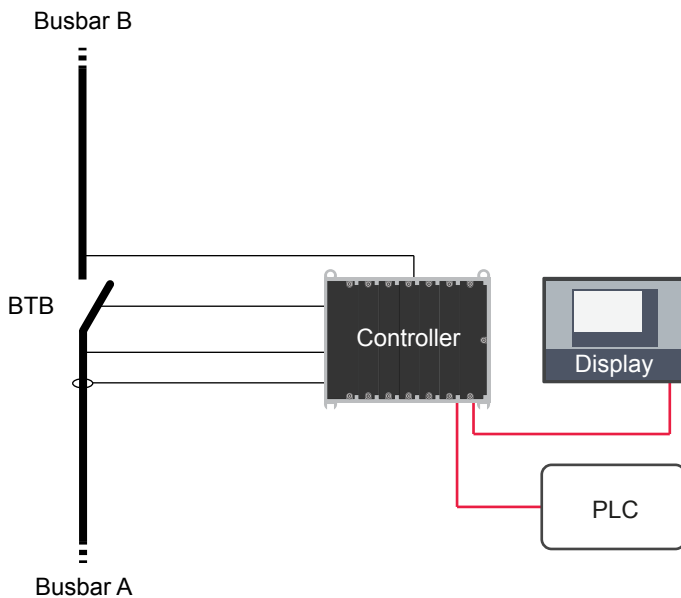 Busbar B
BTB
Controller
Display
PLC
Busbar A